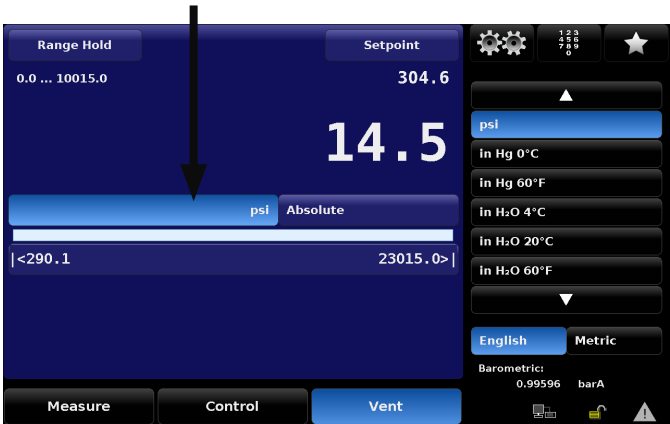 Range Hold
Setpoint
1 2 3
4 5 6
7 8 9
0
0.0 ... 10015.0
304.6
14.5
psi
Absolute
|<290.1
23015.0>|
psi
in Hg 0°C
in Hg 60°F
in H₂O 4°C
in H₂O 20°C
in H₂O 60°F
English
Metric
Barometric:
0.99596 barA
Measure
Control
Vent